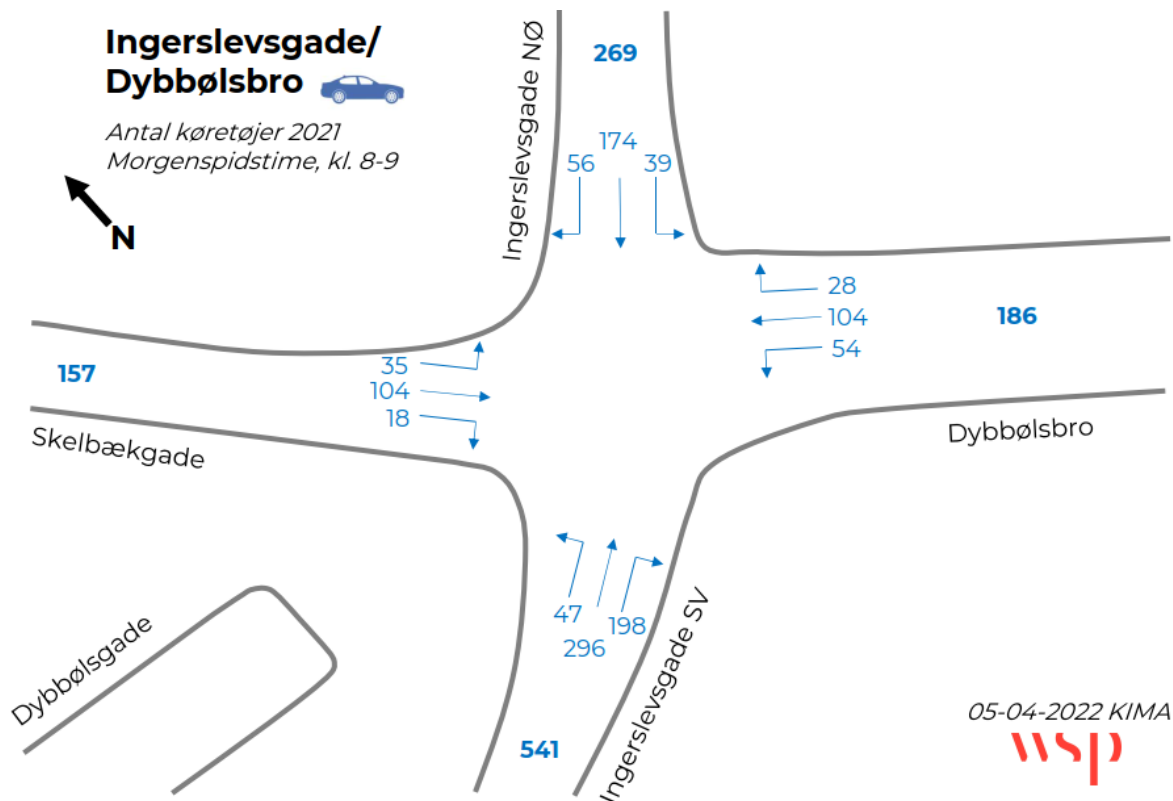 Ingerslevsgade/
Dybbølsbro
Antal køretøjer 2021
Morgenspidstime, kl. 8-9
N
Ingerslevsgade NØ
269
174
56
39
28
104
54
186
Dybbølsbro
157
35
104
18
Skelbækgade
47
296
198
541
Ingerslevsgade SV
Dybbølsgade
05-04-2022 KIMA
wsp